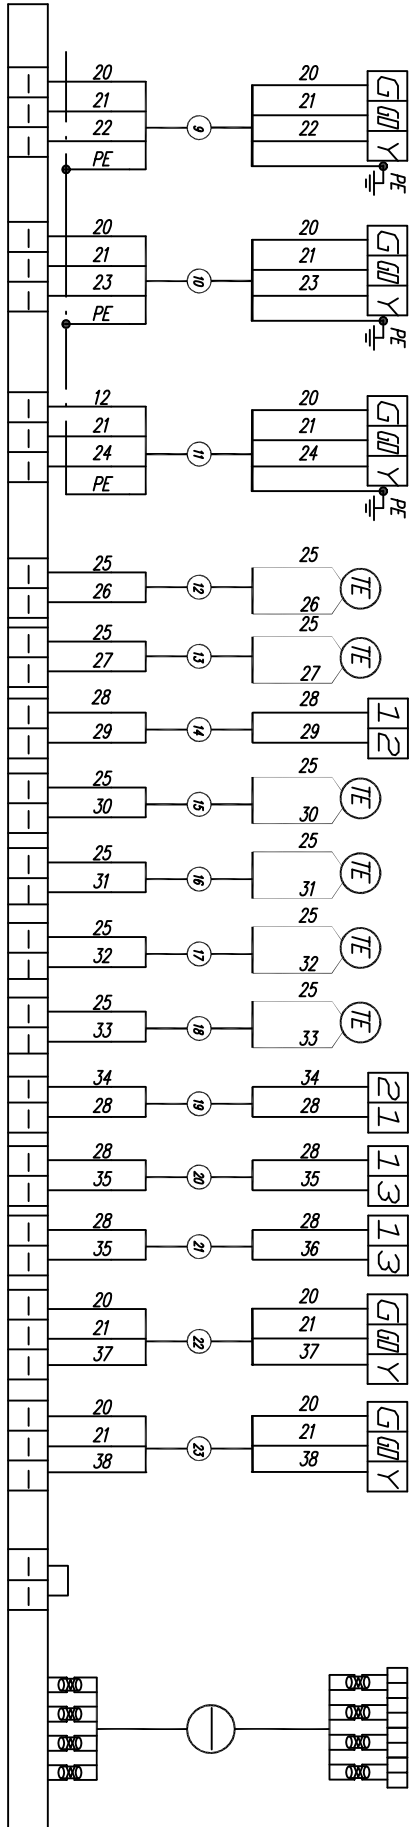 20 20 G
21 21 G0
22 9 22 Y
PE PE
20 20 G
21 21 G0
23 10 23 Y
PE PE
12 20 G
21 21 G0
24 11 24 Y
PE PE
25 25
26 12 26 TE
25 25
27 13 27 TE
28 28 1
29 14 29 2
25 25
30 15 30 TE
25 25
31 16 31 TE
25 25
32 17 32 TE
25 25
33 18 33 TE
34 34 2
28 19 28 1
28 28 1
35 20 35 3
28 28 1
35 21 36 3
20 20 G
21 21 G0
37 22 37 Y
20 20 G
21 21 G0
38 23 38 Y